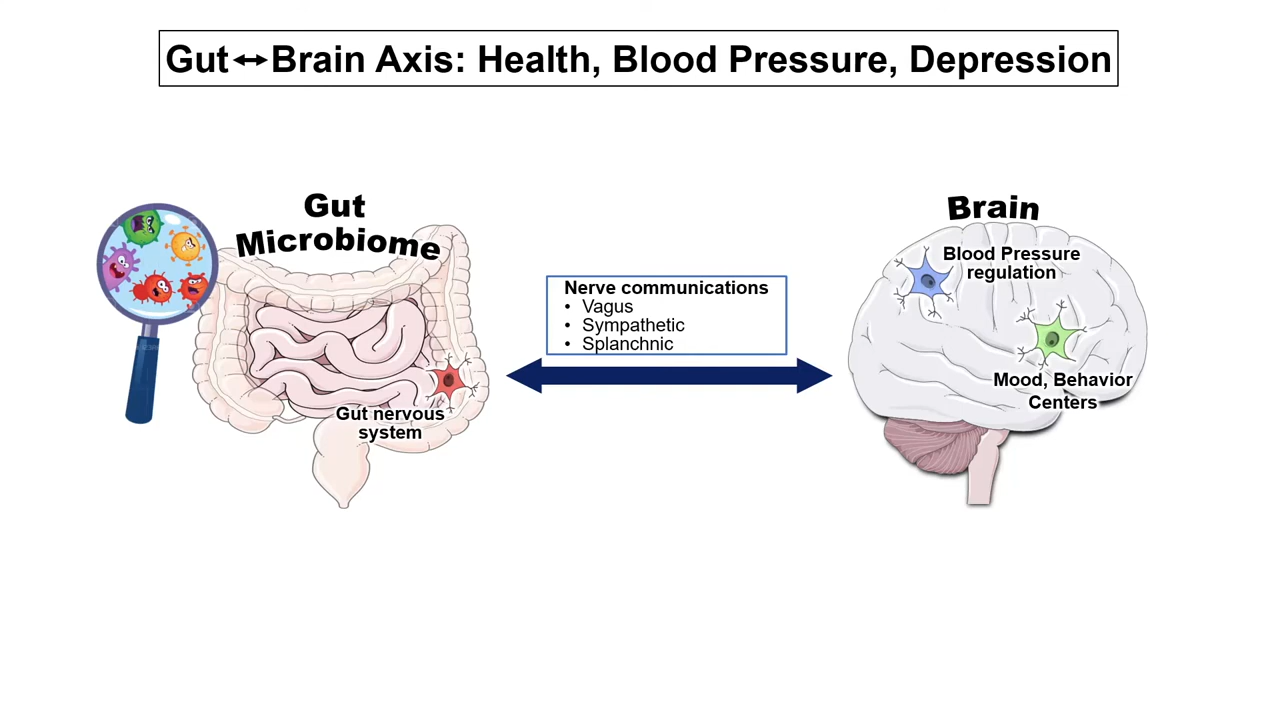 Gut↔Brain Axis: Health, Blood Pressure, Depression
Gut
Microbiome
Gut nervous
system
Nerve communications
• Vagus
• Sympathetic
• Splanchnic
Brain
Blood Pressure
regulation
Mood, Behavior
Centers